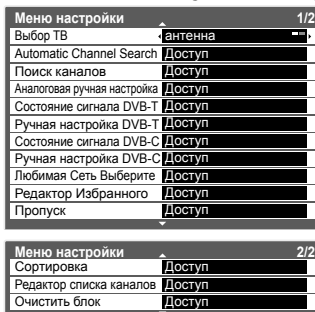 Меню настройки 1/2
Выбор ТВ антенна
Automatic Channel Search Доступ
Поиск каналов Доступ
Аналоговая ручная настройка Доступ
Состояние сигнала DVB-T Доступ
Ручная настройка DVB-T Доступ
Состояние сигнала DVB-C Доступ
Ручная настройка DVB-C Доступ
Любимая Сеть Выберите Доступ
Редактор Избранного Доступ
Пропуск Доступ
Меню настройки 2/2
Сортировка Доступ
Редактор списка каналов Доступ
Очистить блок Доступ